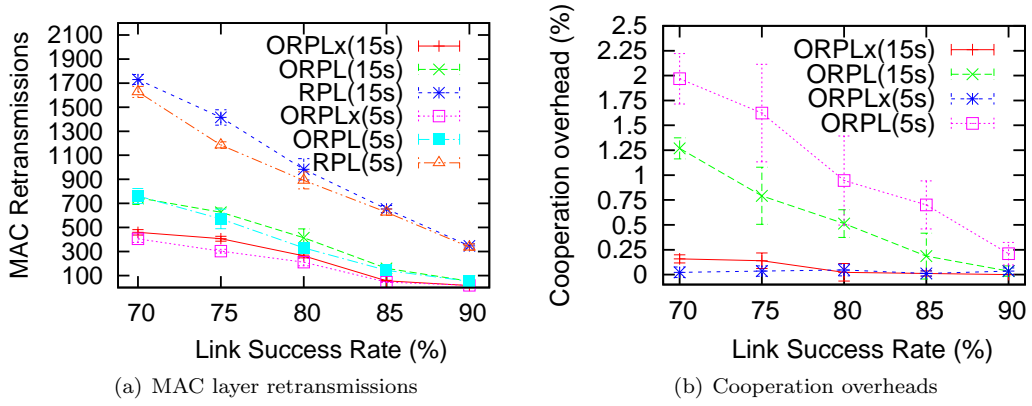 2100
1900
1700
1500
1300
1100
900
700
500
300
100
MAC Retransmissions
ORPLx(15s)
ORPL(15s)
RPL(15s)
ORPLx(5s)
ORPL(5s)
RPL(5s)
70 75 80 85 90
Link Success Rate (%)
(a) MAC layer retransmissions
2.5
2.25
2
1.75
1.5
1.25
1
0.75
0.5
0.25
0
Cooperation overhead (%)
ORPLx(15s)
ORPL(15s)
ORPLx(5s)
ORPL(5s)
70 75 80 85 90
Link Success Rate (%)
(b) Cooperation overheads